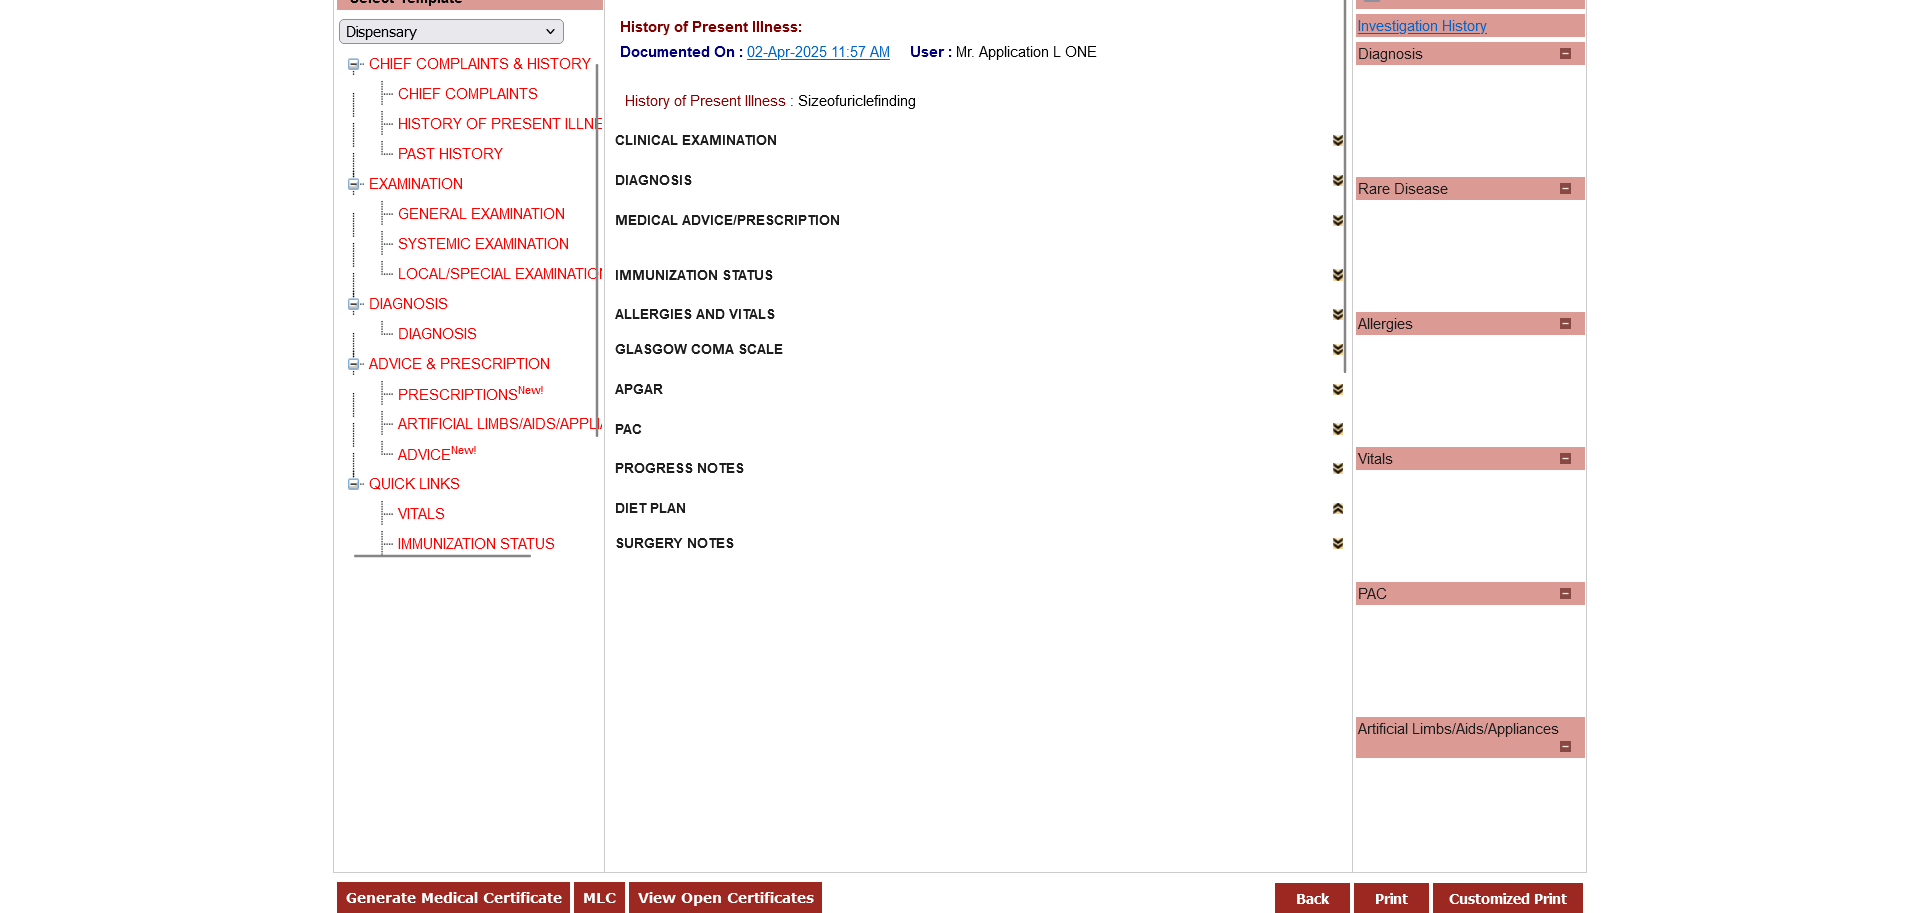 Select Template
Dispensary
CHIEF COMPLAINTS & HISTORY
CHIEF COMPLAINTS
HISTORY OF PRESENT ILLNE
PAST HISTORY
EXAMINATION
GENERAL EXAMINATION
SYSTEMIC EXAMINATION
LOCAL/SPECIAL EXAMINATION
DIAGNOSIS
DIAGNOSIS
ADVICE & PRESCRIPTION
PRESCRIPTIONS New!
ARTIFICIAL LIMBS/AIDS/APPLIA
ADVICE New!
QUICK LINKS
VITALS
IMMUNIZATION STATUS
History of Present Illness:
Documented On : 02-Apr-2025 11:57 AM User : Mr. Application L ONE
History of Present Illness : Sizeofuriclefinding
CLINICAL EXAMINATION
DIAGNOSIS
MEDICAL ADVICE/PRESCRIPTION
IMMUNIZATION STATUS
ALLERGIES AND VITALS
GLASGOW COMA SCALE
APGAR
PAC
PROGRESS NOTES
DIET PLAN
SURGERY NOTES
Investigation History
Diagnosis
Rare Disease
Allergies
Vitals
PAC
Artificial Limbs/Aids/Appliances
Generate Medical Certificate MLC View Open Certificates Back Print Customized Print